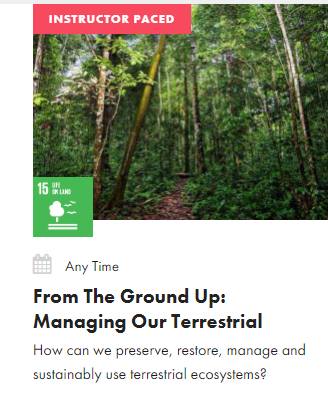 INSTRUCTOR PACED
15 LIFE
ON LAND
Any Time
From The Ground Up:
Managing Our Terrestrial
How can we preserve, restore, manage and
sustainably use terrestrial ecosystems?